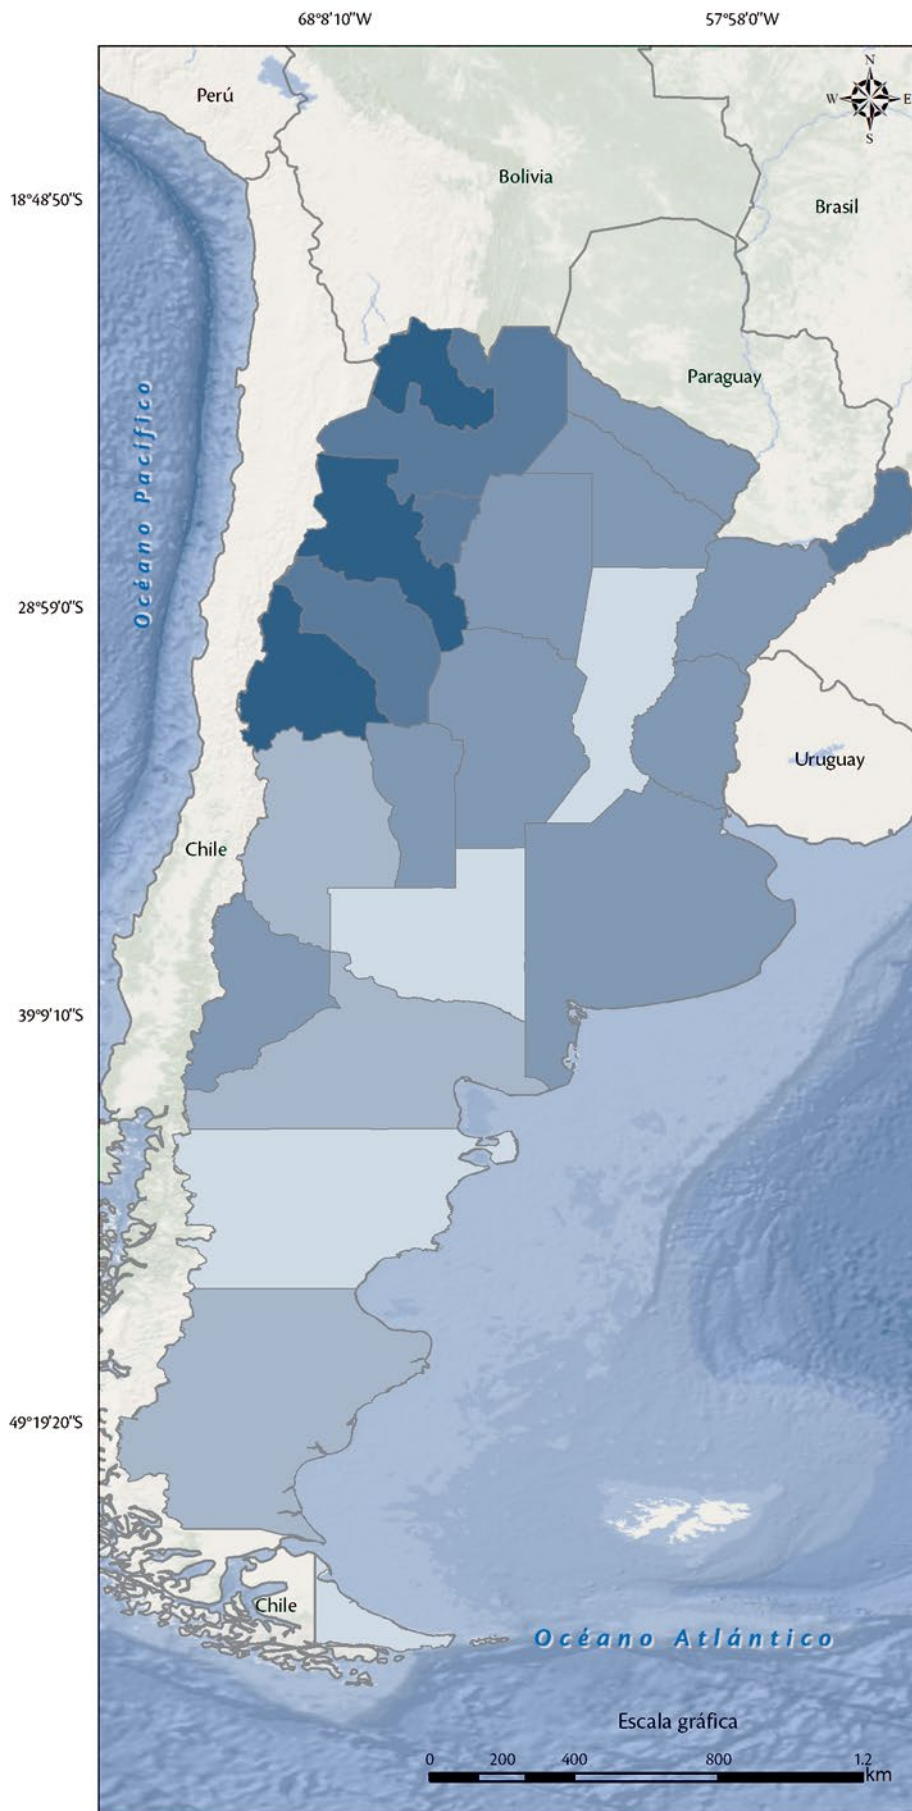 68°8'10"W
57°58'0"W
N
W
E
S
Perú
Bolivia
Brasil
18°48'50"S
Paraguay
Océano Pacífico
28°59'0"S
Uruguay
Chile
39°9'10"S
49°19'20"S
Chile
Océano Atlántico
Escala gráfica
0 200 400 800 1.2
km